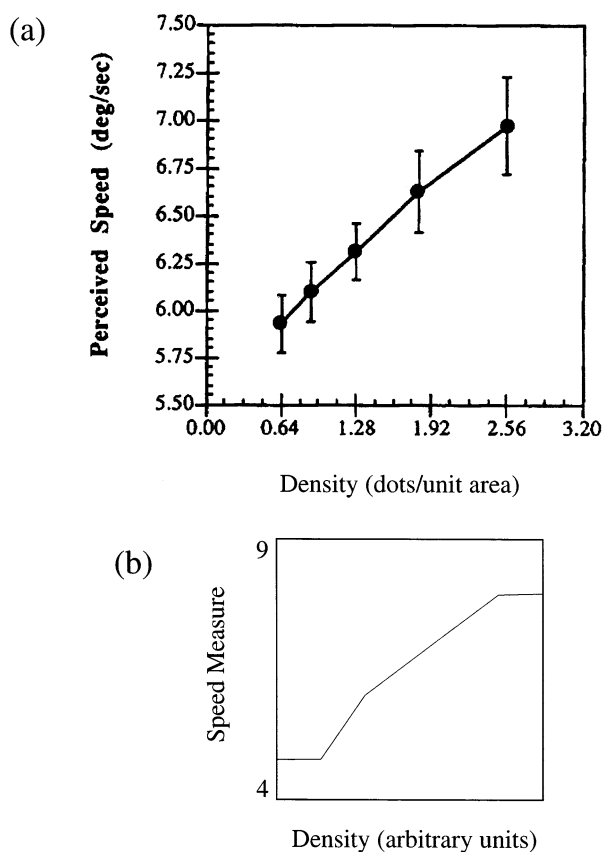 (a)
Perceived Speed (deg/sec)
7.50
7.25
7.00
6.75
6.50
6.25
6.00
5.75
5.50
0.00 0.64 1.28 1.92 2.56 3.20
Density (dots/unit area)
(b)
Speed Measure
9
4
Density (arbitrary units)